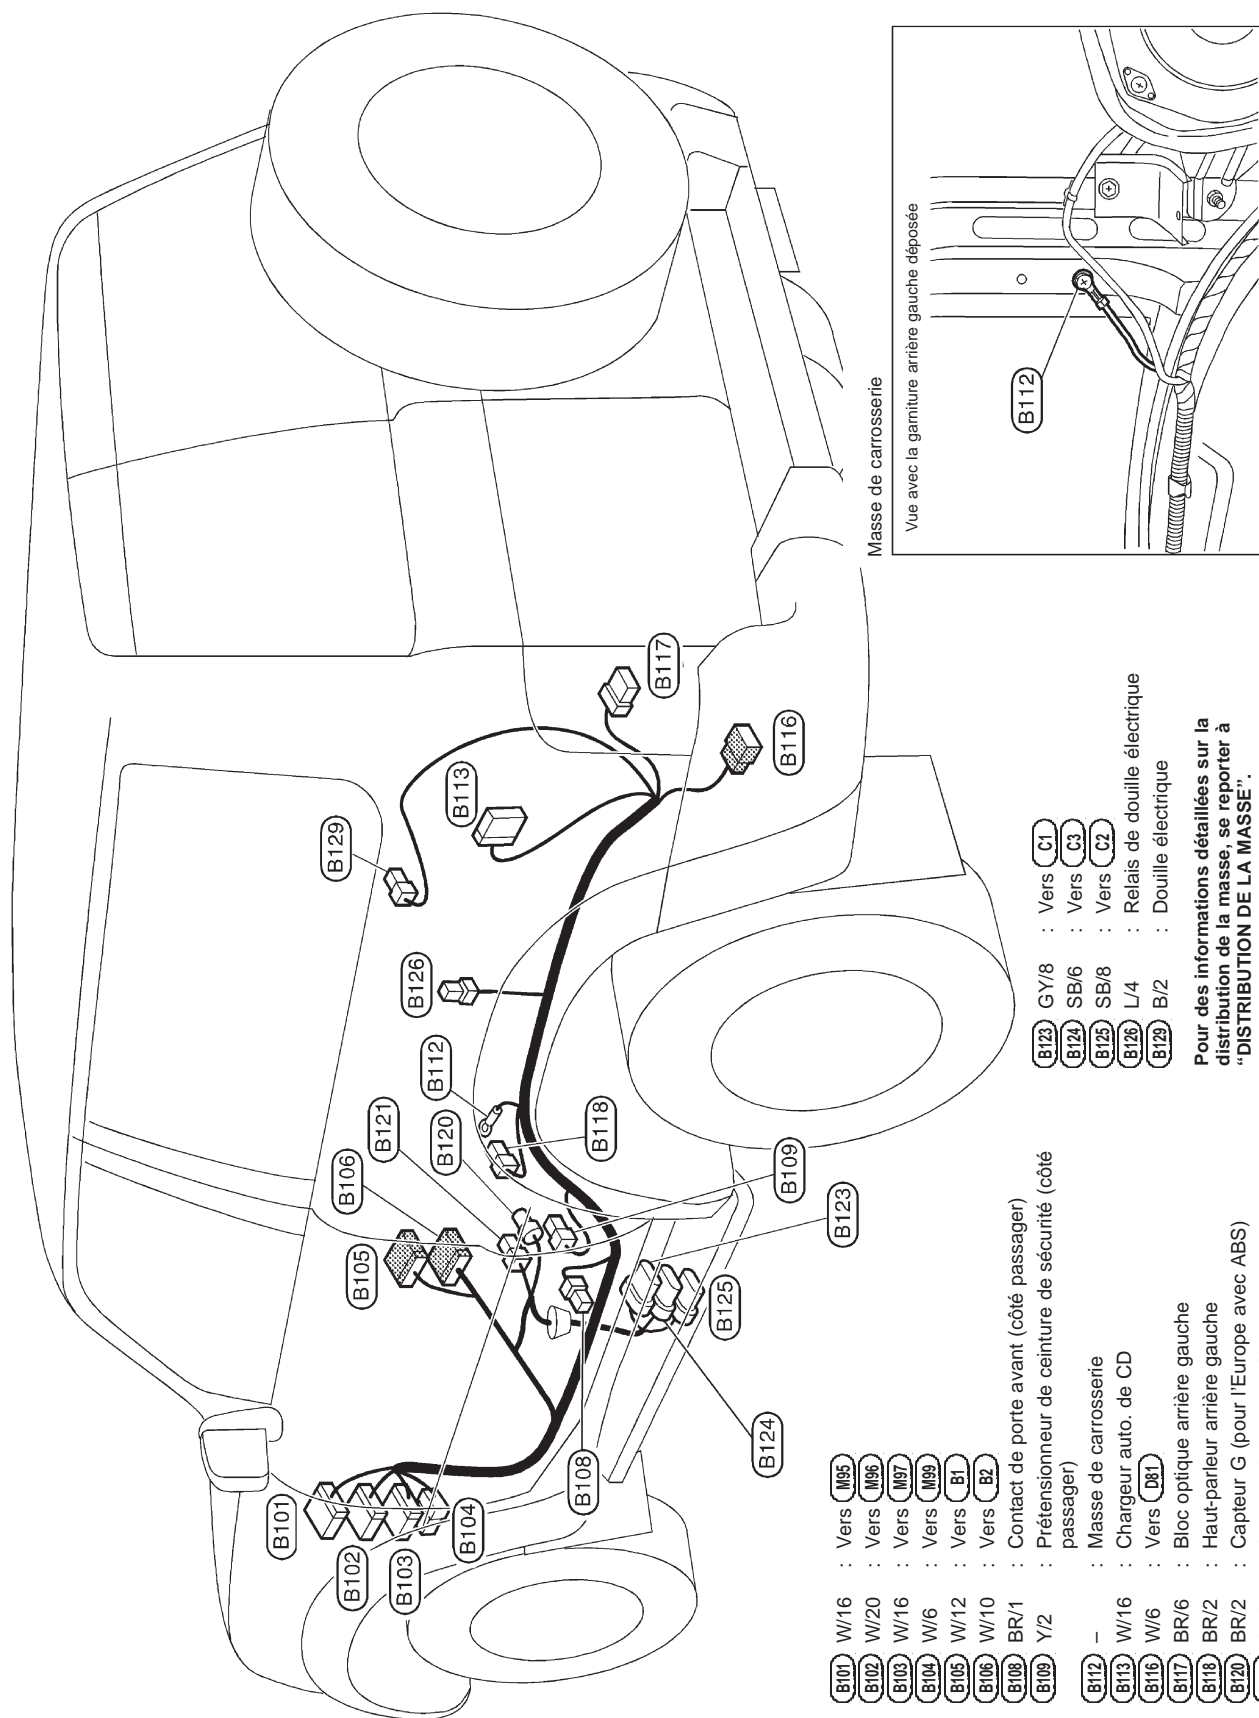 B129
B113
B117
B116
B126
B112
B121
B120
B106
B105
B118
B109
B123
B125
B124
B108
B101
B102
B103
B104
Masse de carrosserie
Vue avec la garniture arrière gauche déposée
B112
B101 W/16 : Vers M95
B102 W/20 : Vers M96
B103 W/16 : Vers M97
B104 W/6 : Vers M99
B105 W/12 : Vers B1
B106 W/10 : Vers B2
B108 BR/1 : Contact de porte avant (côté passager)
B109 Y/2 : Prétensionneur de ceinture de sécurité (côté
passager)
B112 – : Masse de carrosserie
B113 W/16 : Chargeur auto. de CD
B116 W/6 : Vers D81
B117 BR/6 : Bloc optique arrière gauche
B118 BR/2 : Haut-parleur arrière gauche
B120 BR/2 : Capteur G (pour l'Europe avec ABS)
B123 GY/8 : Vers C1
B124 SB/6 : Vers C3
B125 SB/8 : Vers C2
B126 L/4 : Relais de douille électrique
B129 B/2 : Douille électrique
Pour des informations détaillées sur la
distribution de la masse, se reporter à
“DISTRIBUTION DE LA MASSE”.